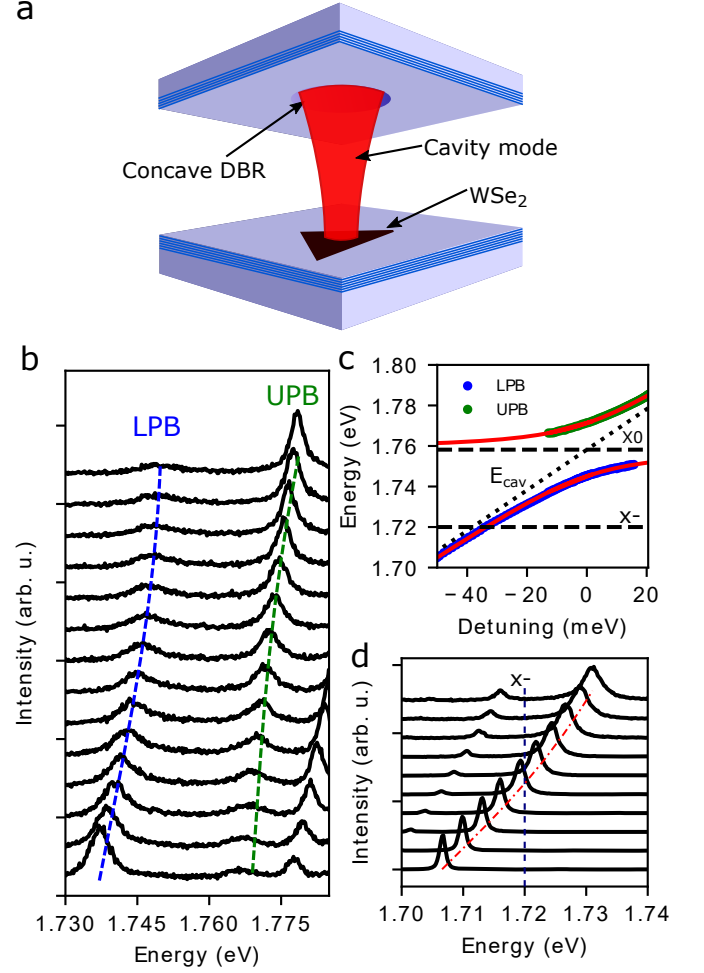 a
Concave DBR
Cavity mode
WSe₂
b
LPB
UPB
Intensity (arb. u.)
1.730
1.745
1.760
1.775
Energy (eV)
c
1.80
1.78
1.76
1.74
1.72
1.70
Energy (eV)
LPB
UPB
X0
E_cav
X-
−40
−20
0
20
Detuning (meV)
d
X-
Intensity (arb. u.)
1.70
1.71
1.72
1.73
1.74
Energy (eV)